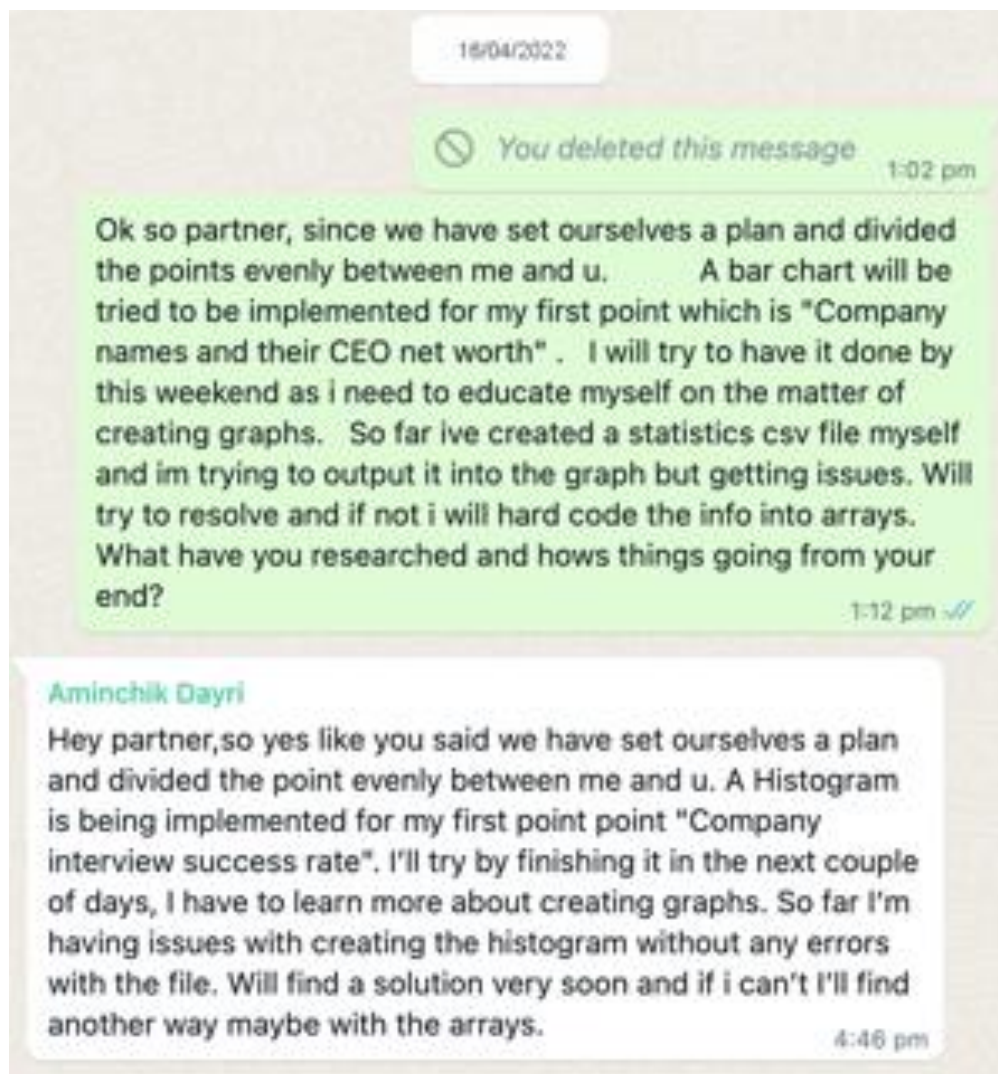 16/04/2022
You deleted this message
1:02 pm
Ok so partner, since we have set ourselves a plan and divided
the points evenly between me and u. A bar chart will be
tried to be implemented for my first point which is "Company
names and their CEO net worth" . I will try to have it done by
this weekend as i need to educate myself on the matter of
creating graphs. So far ive created a statistics csv file myself
and im trying to output it into the graph but getting issues. Will
try to resolve and if not i will hard code the info into arrays.
What have you researched and hows things going from your
end?
1:12 pm
Aminchik Dayri
Hey partner,so yes like you said we have set ourselves a plan
and divided the point evenly between me and u. A Histogram
is being implemented for my first point point "Company
interview success rate". I'll try by finishing it in the next couple
of days, I have to learn more about creating graphs. So far I'm
having issues with creating the histogram without any errors
with the file. Will find a solution very soon and if i can't I'll find
another way maybe with the arrays.
4:46 pm